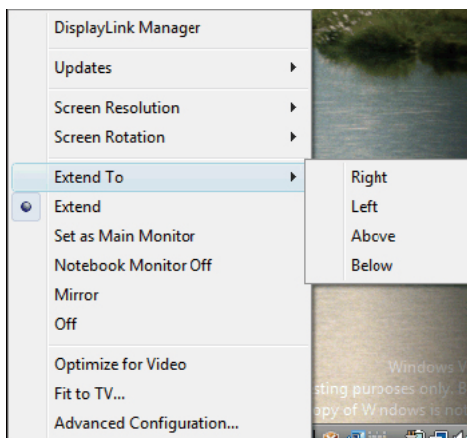 DisplayLink Manager
Updates
Screen Resolution
Screen Rotation
Extend To
Right
Extend
Left
Set as Main Monitor
Above
Notebook Monitor Off
Below
Mirror
Off
Optimize for Video
Windows V
Fit to TV...
sting purposes only. B
Advanced Configuration...
opy of Windows is not